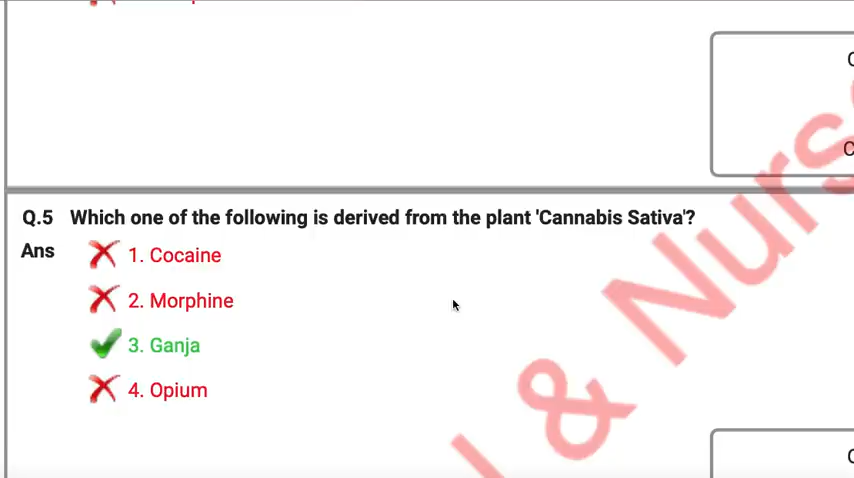 Q.5 Which one of the following is derived from the plant 'Cannabis Sativa'?
Ans 1. Cocaine
2. Morphine
3. Ganja
4. Opium
& Nurs